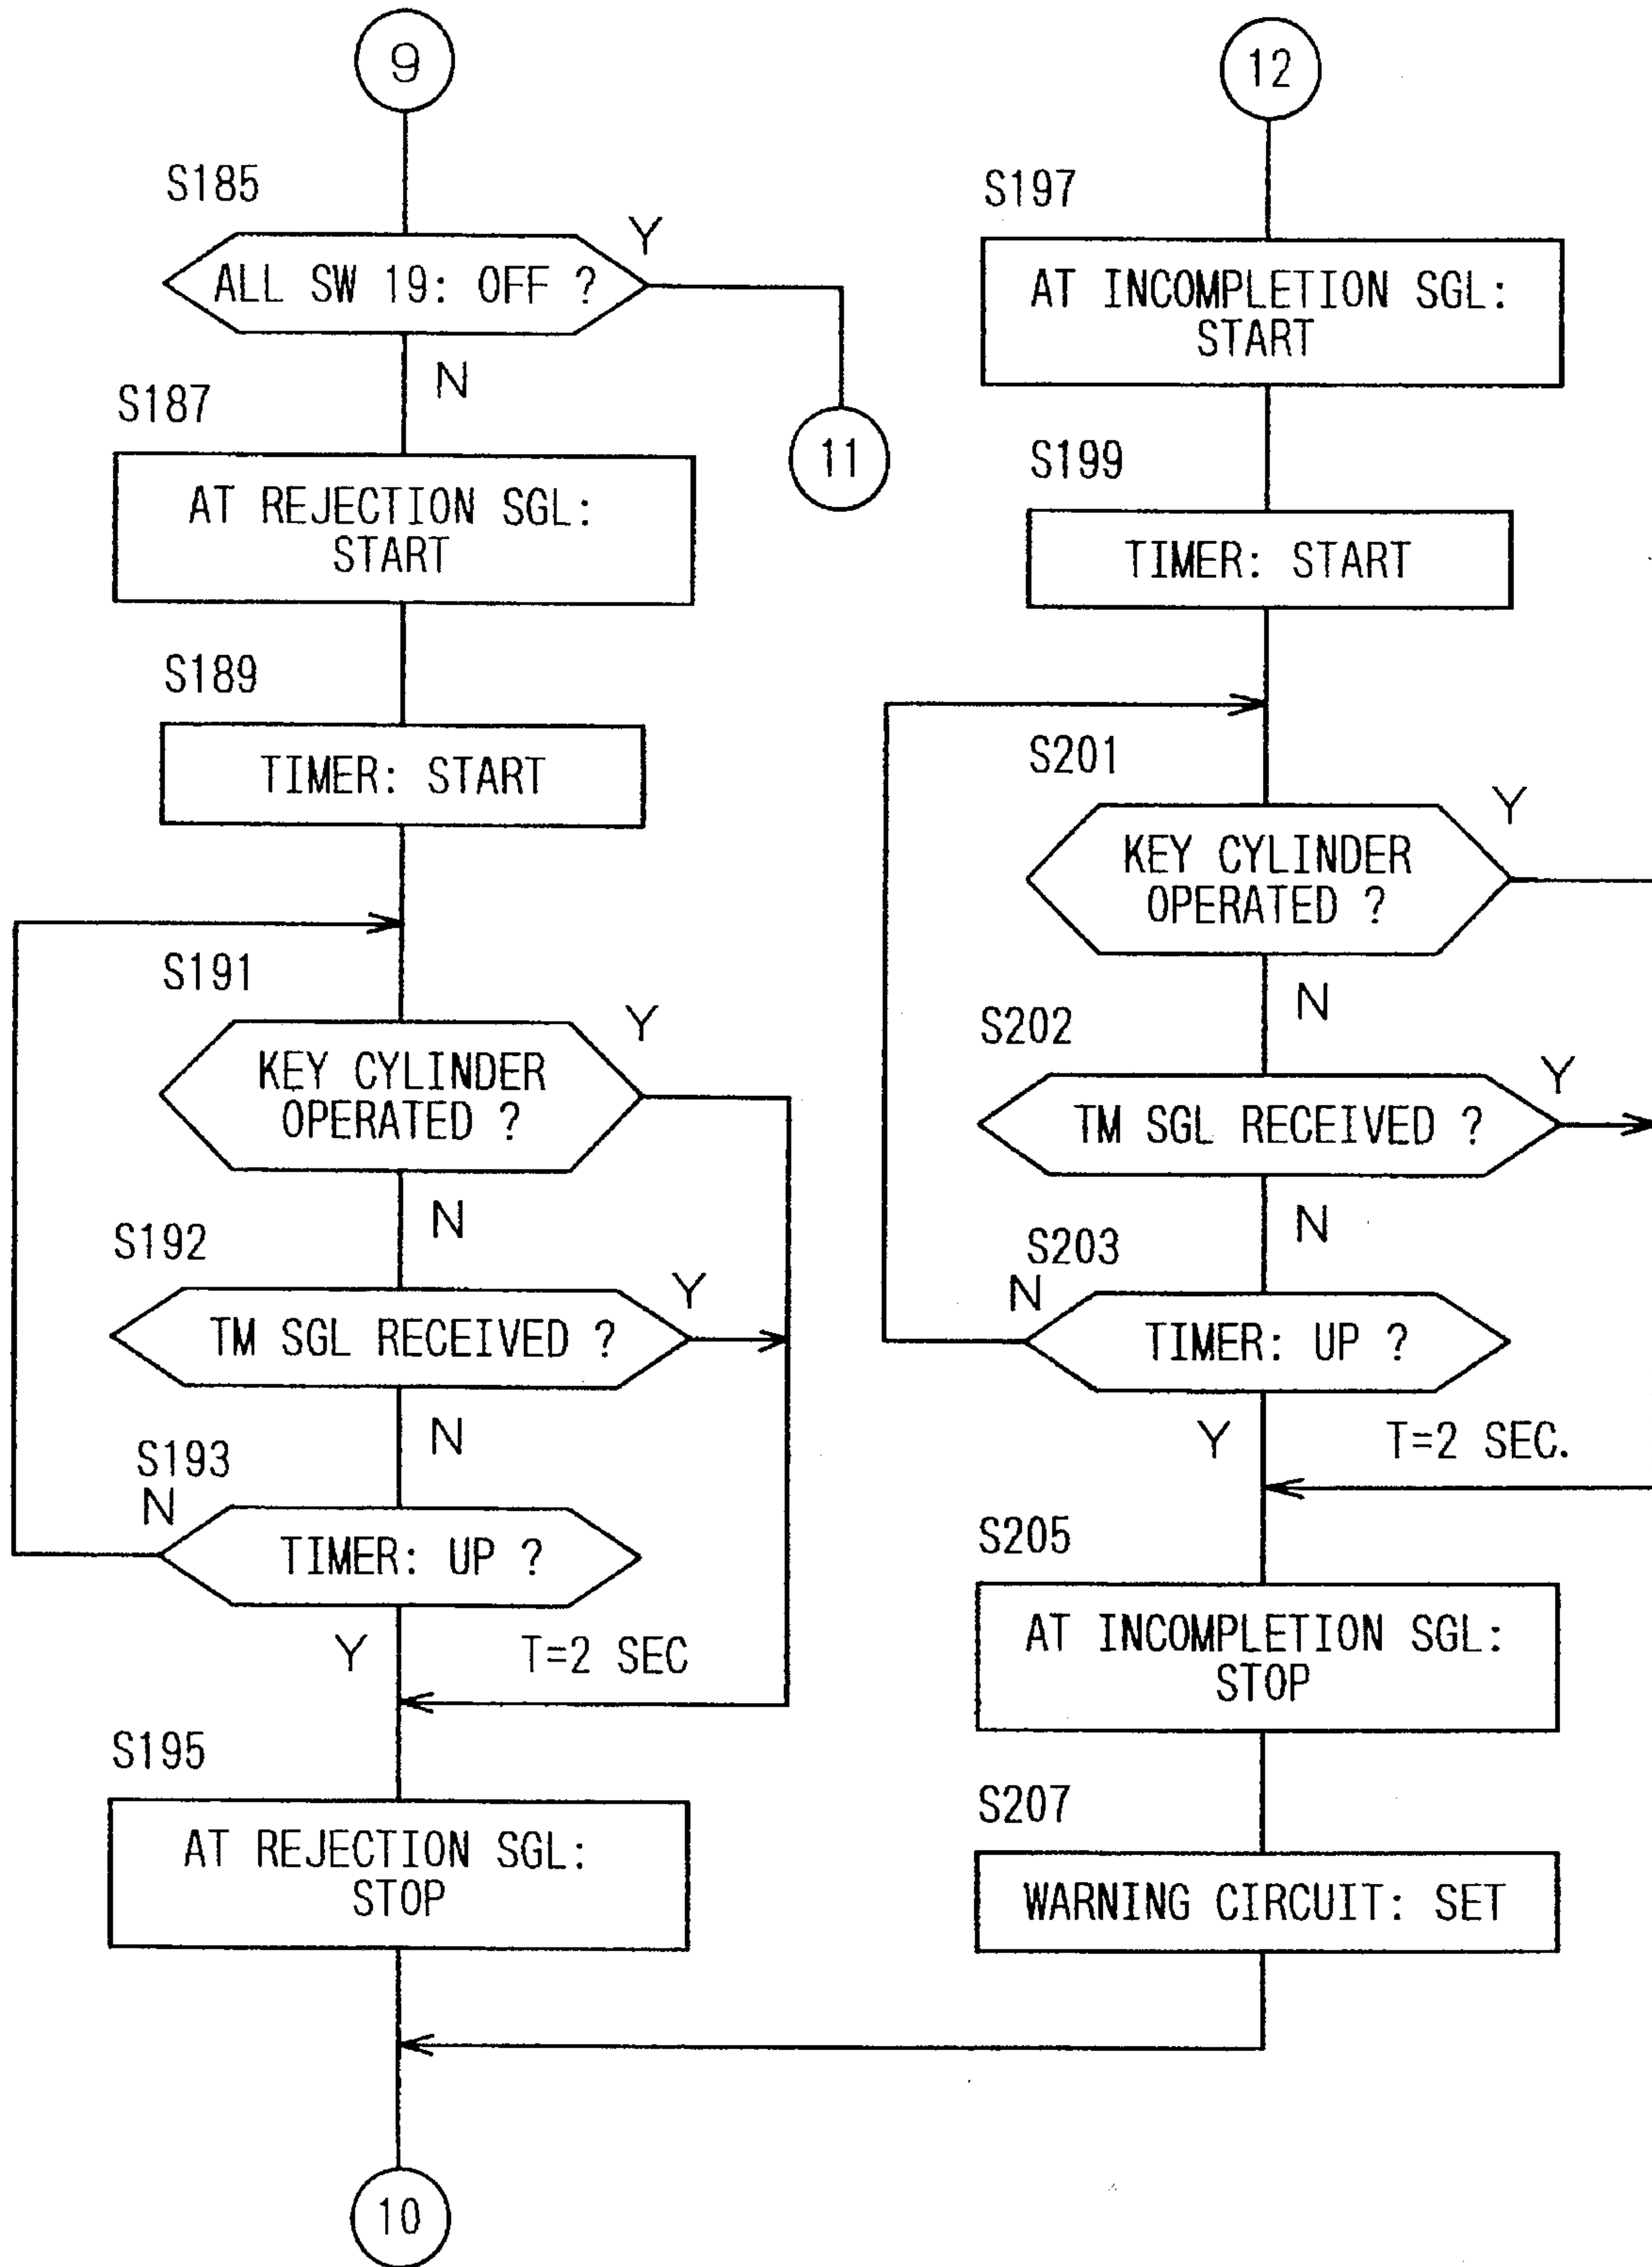 9
S185
ALL SW 19: OFF ?
Y
N
11
S187
AT REJECTION SGL:
START
S189
TIMER: START
S191
KEY CYLINDER
OPERATED ?
Y
N
S192
TM SGL RECEIVED ?
Y
N
S193
N
TIMER: UP ?
Y
T=2 SEC
S195
AT REJECTION SGL:
STOP
10
12
S197
AT INCOMPLETION SGL:
START
S199
TIMER: START
S201
KEY CYLINDER
OPERATED ?
Y
N
S202
TM SGL RECEIVED ?
Y
N
S203
N
TIMER: UP ?
Y
T=2 SEC.
S205
AT INCOMPLETION SGL:
STOP
S207
WARNING CIRCUIT: SET